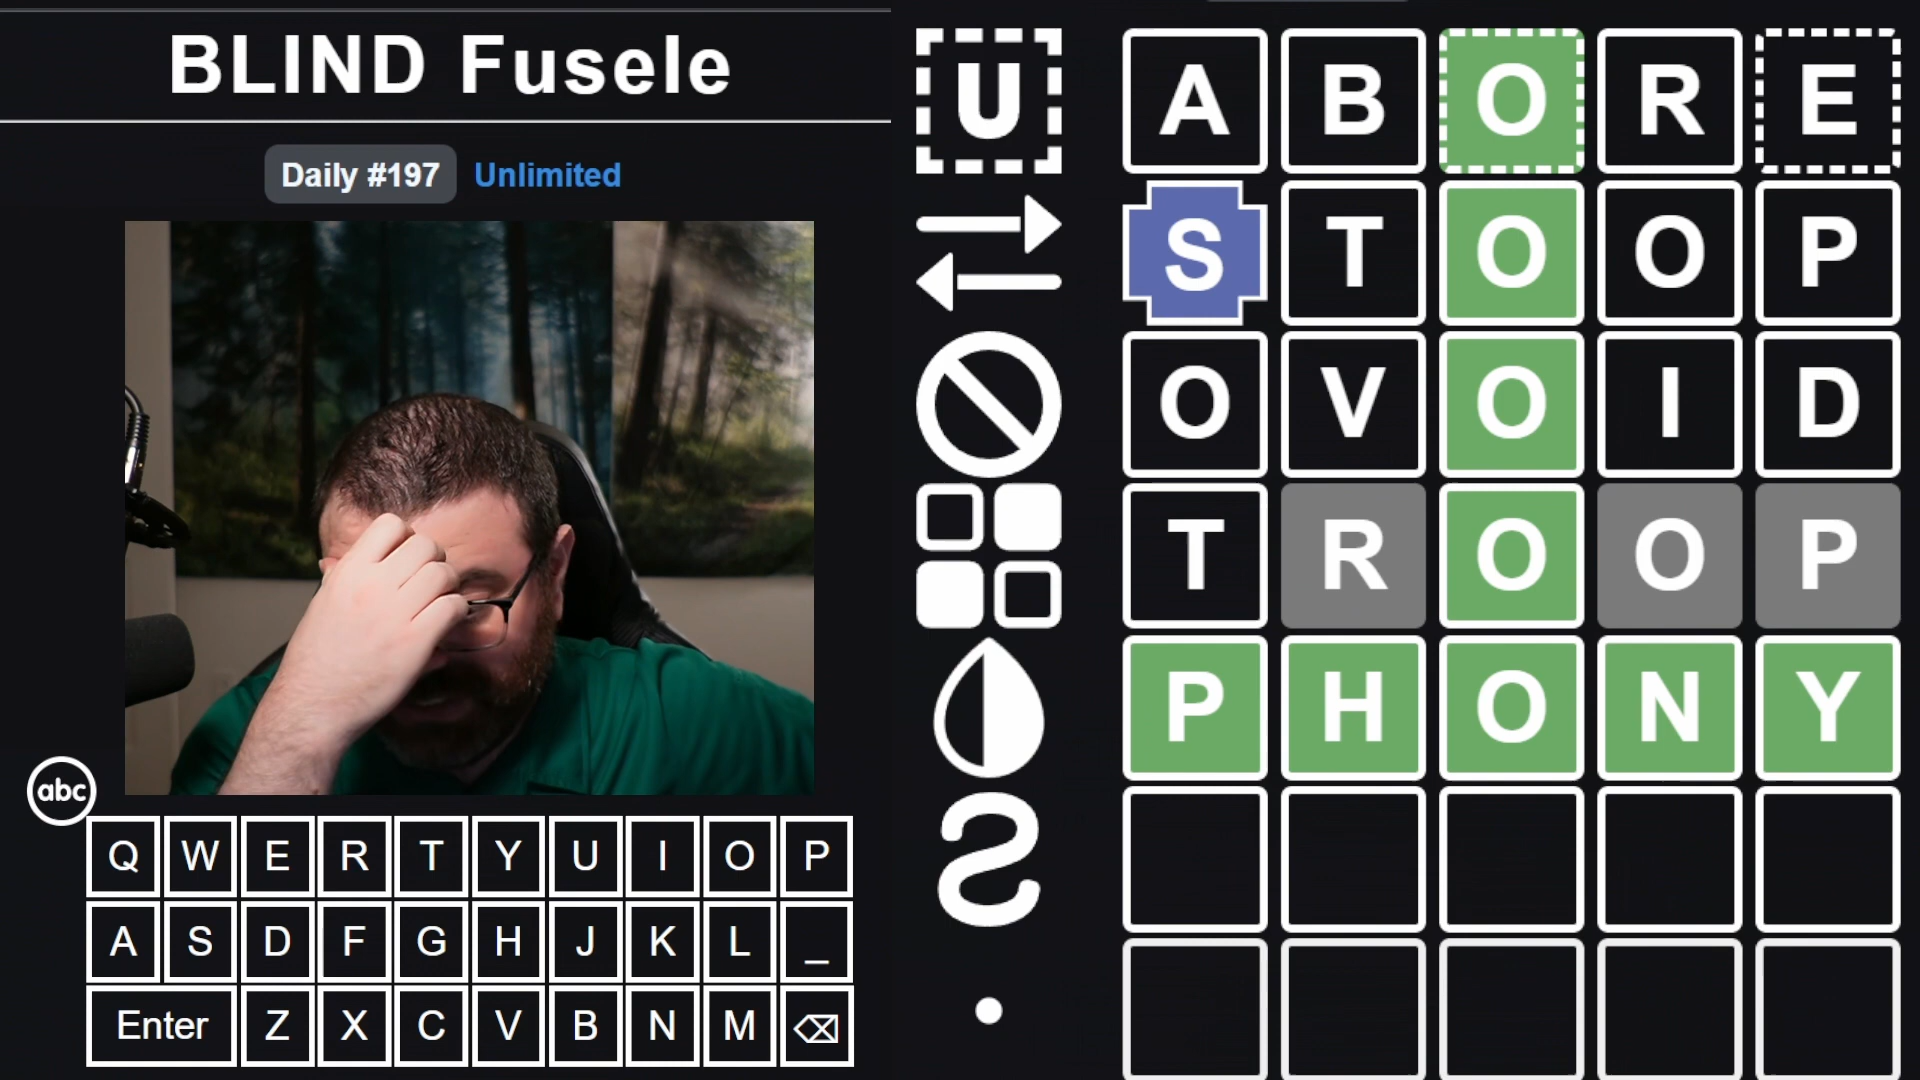 BLIND Fusele
Daily #197 Unlimited
abc
Q W E R T Y U I O P
A S D F G H J K L _
Enter Z X C V B N M ⌫
U A B O R E
S T O O P
O V O I D
T R O O P
P H O N Y